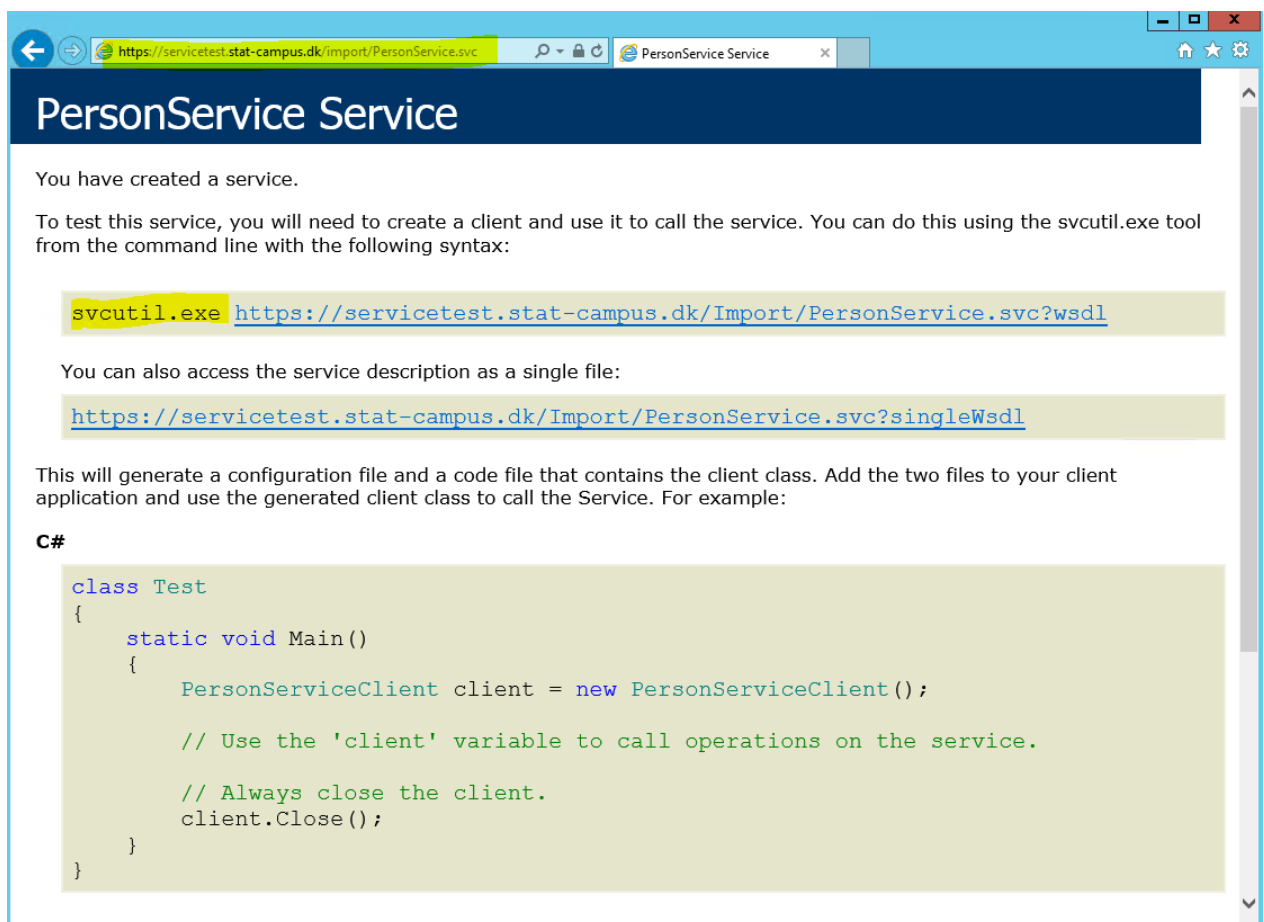 https://servicetest.stat-campus.dk/import/PersonService.svc
PersonService Service
PersonService Service
You have created a service.
To test this service, you will need to create a client and use it to call the service. You can do this using the svcutil.exe tool
from the command line with the following syntax:
svcutil.exe https://servicetest.stat-campus.dk/Import/PersonService.svc?wsdl
You can also access the service description as a single file:
https://servicetest.stat-campus.dk/Import/PersonService.svc?singleWsdl
This will generate a configuration file and a code file that contains the client class. Add the two files to your client
application and use the generated client class to call the Service. For example:
C#
class Test
{
    static void Main()
    {
        PersonServiceClient client = new PersonServiceClient();
        // Use the 'client' variable to call operations on the service.
        // Always close the client.
        client.Close();
    }
}